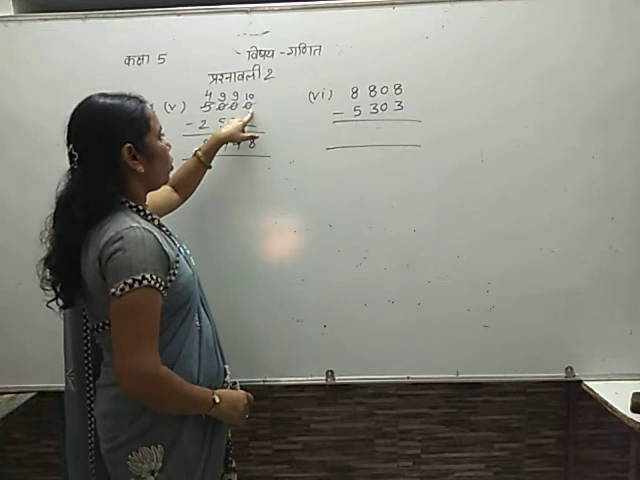 कक्षा 5
विषय - गणित
प्रश्नावली 2
4 9 9 10
(v) 5 0 0 0
- 2 5
8
(vi) 8 8 0 8
- 5 3 0 3